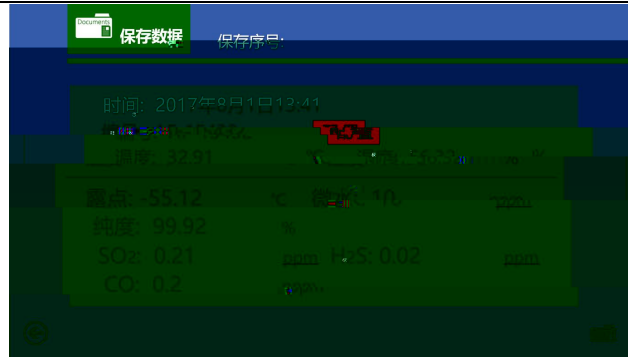 Documents
保存数据 保存序号:
时间: 2017年8月1日13:41
温度: 32.91 ℃
露点: -55.12 ℃ 微水: 10 ppm
纯度: 99.92 %
SO2: 0.21 ppm H2S: 0.02 ppm
CO: 0.2 ppm